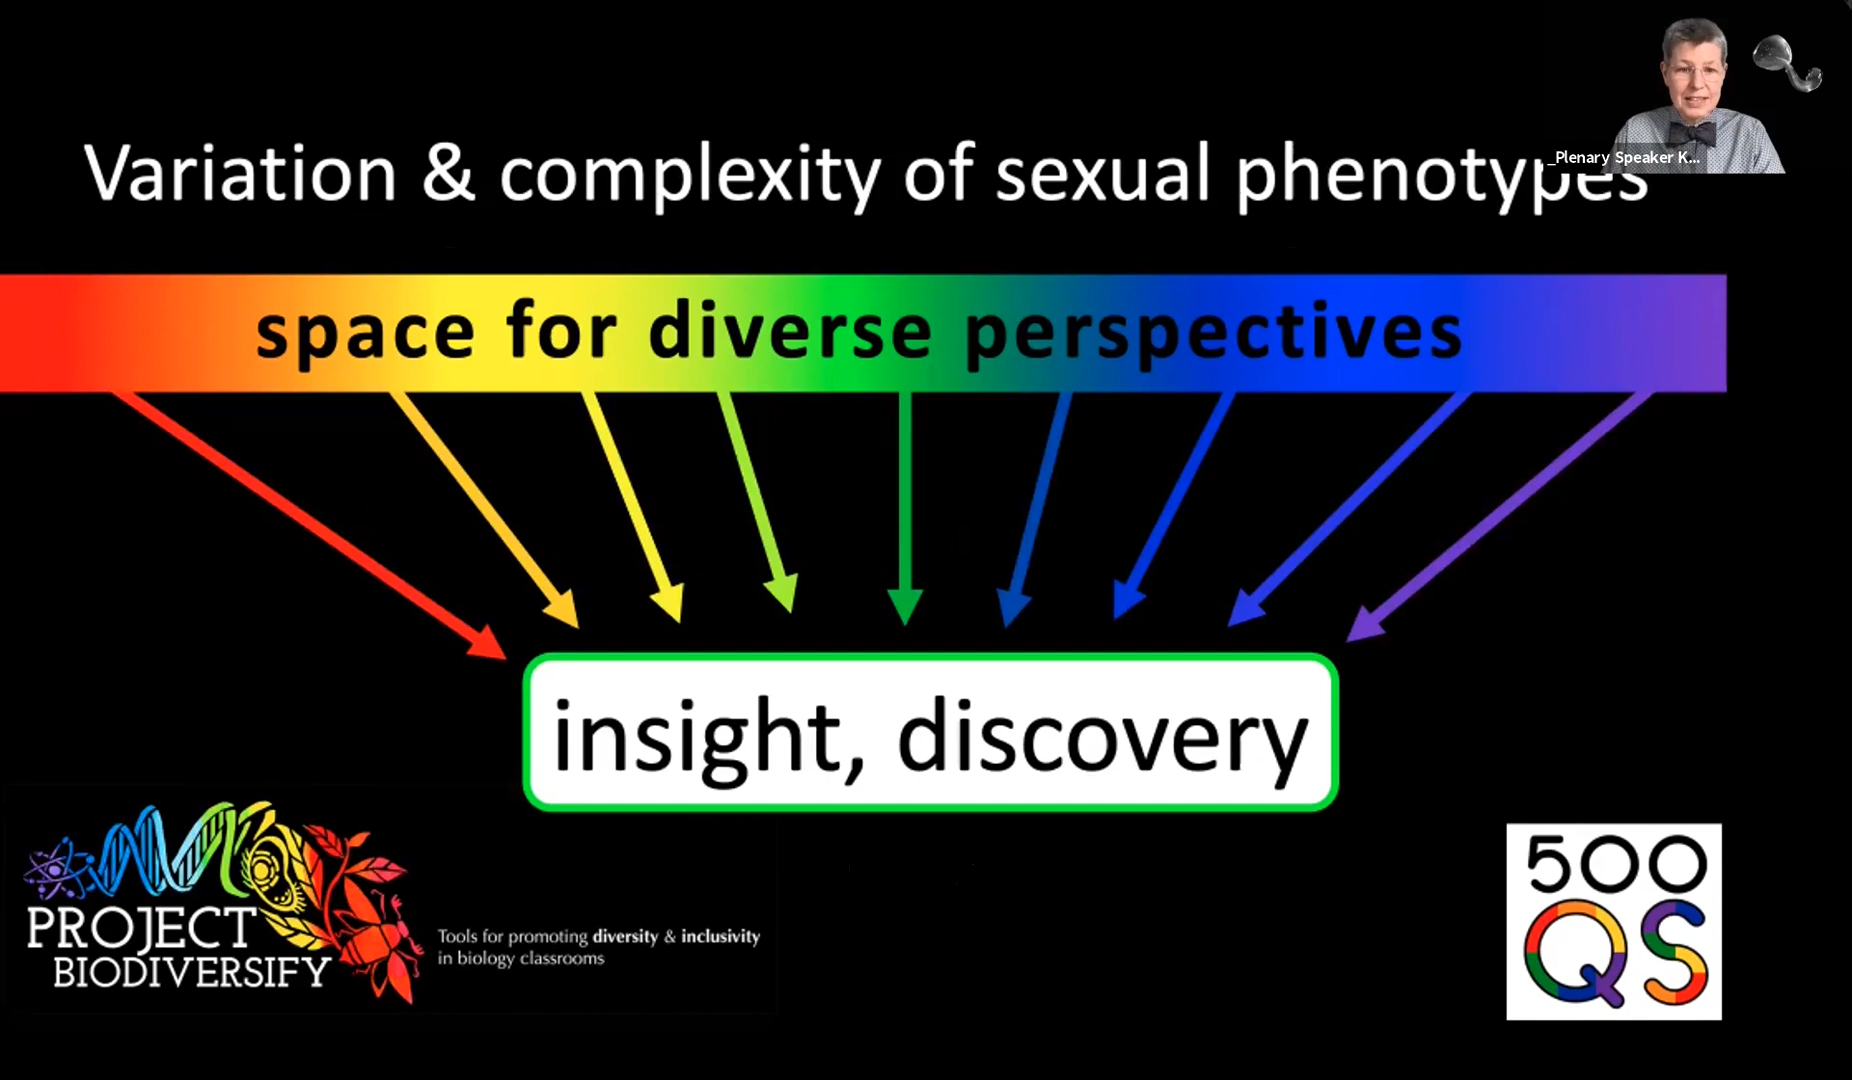 _Plenary Speaker K...
Variation & complexity of sexual phenotypes
space for diverse perspectives
insight, discovery
PROJECT
BIODIVERSIFY
Tools for promoting diversity & inclusivity
in biology classrooms
500
QS